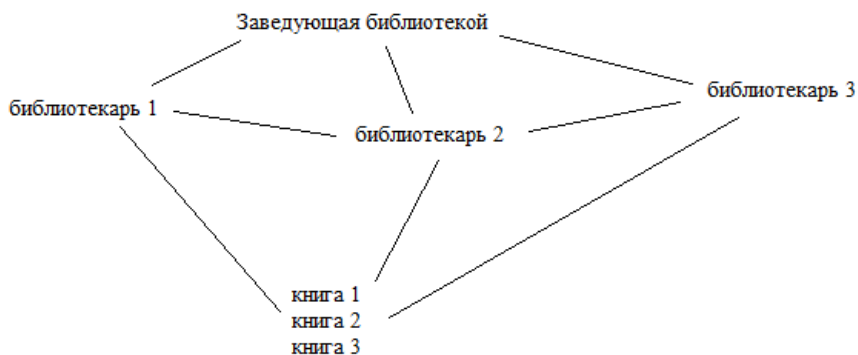 Заведующая библиотекой
библиотекарь 1
библиотекарь 2
библиотекарь 3
книга 1
книга 2
книга 3